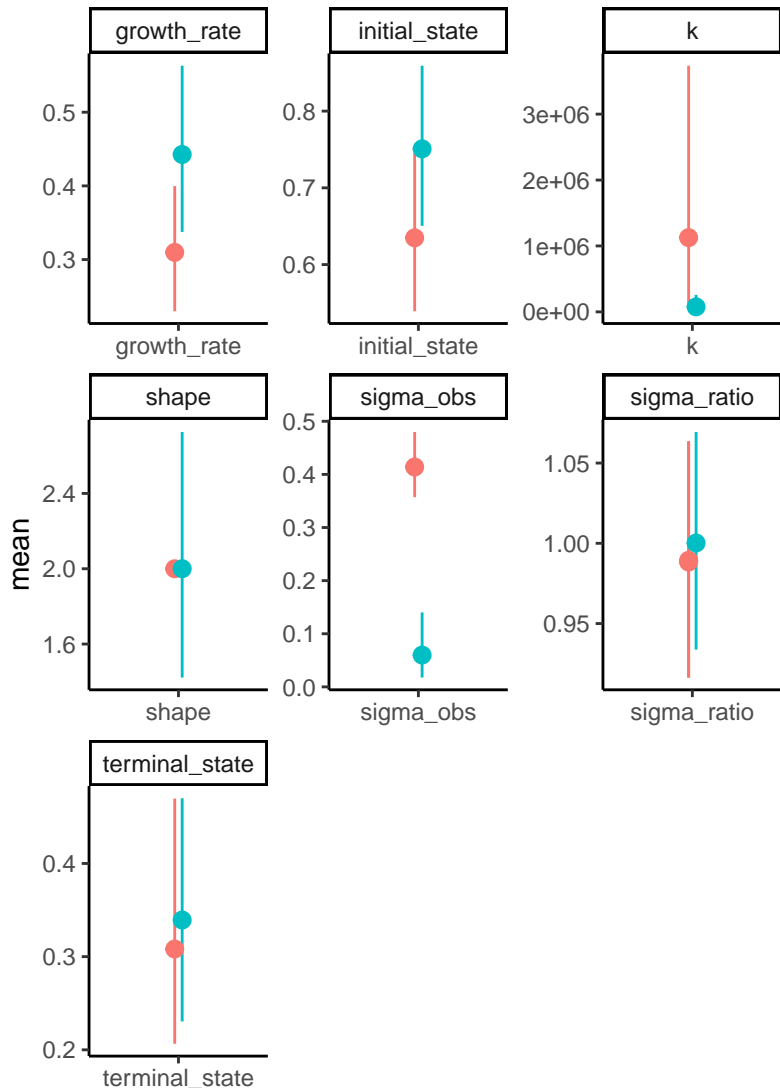 growth_rate
0.5
0.4
0.3
growth_rate
initial_state
0.8
0.7
0.6
initial_state
k
3e+06
2e+06
1e+06
0e+00
k
mean
shape
2.4
2.0
1.6
shape
sigma_obs
0.5
0.4
0.3
0.2
0.1
0.0
sigma_obs
sigma_ratio
1.05
1.00
0.95
sigma_ratio
terminal_state
0.4
0.3
0.2
terminal_state